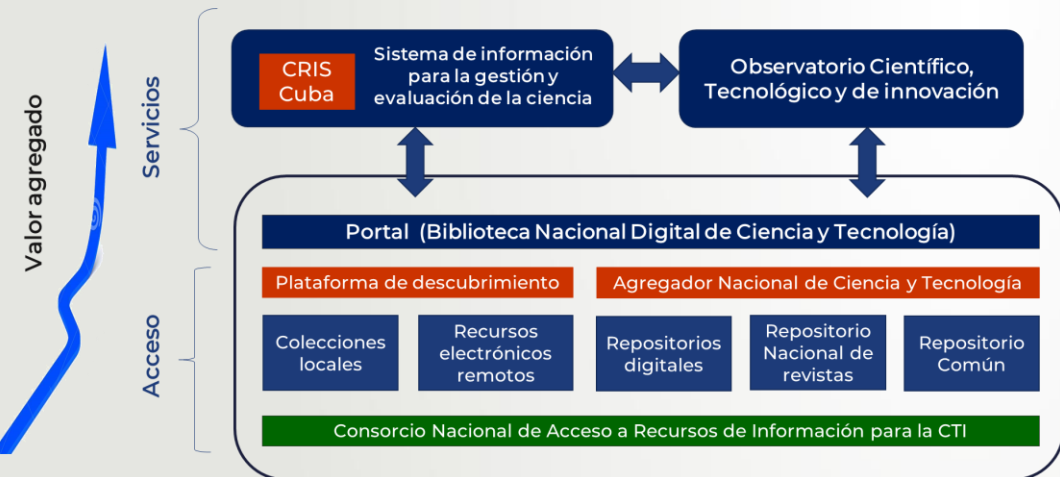 Valor agregado
Servicios
CRIS
Cuba
Sistema de información
para la gestión y
evaluación de la ciencia
Observatorio Científico,
Tecnológico y de innovación
Portal (Biblioteca Nacional Digital de Ciencia y Tecnología)
Acceso
Plataforma de descubrimiento
Agregador Nacional de Ciencia y Tecnología
Colecciones
locales
Recursos
electrónicos
remotos
Repositorios
digitales
Repositorio
Nacional de
revistas
Repositorio
Común
Consorcio Nacional de Acceso a Recursos de Información para la CTI